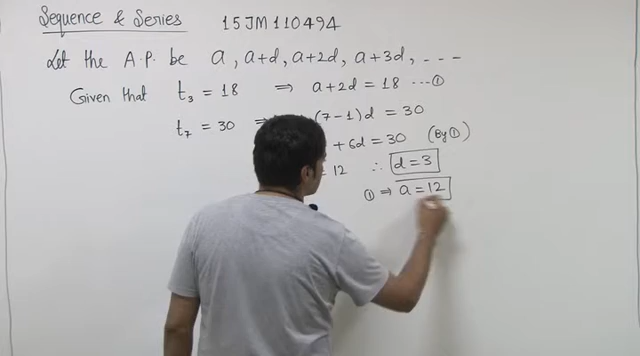 Sequence & Series 15JM110494
Let the A.P. be a, a+d, a+2d, a+3d, - - -
Given that t₃ = 18 ⇒ a+2d = 18 ---①
t₇ = 30 (7-1)d = 30
+ 6d = 30 (By ①)
= 12 ∴ d = 3
① ⇒ a = 12